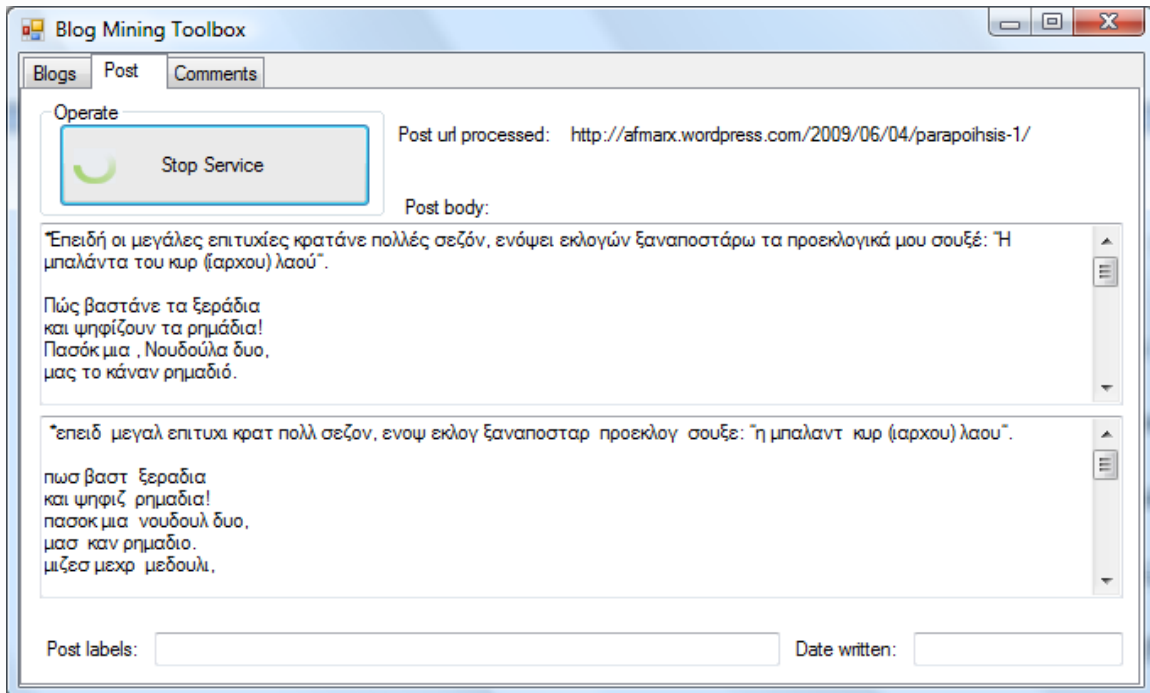 Blog Mining Toolbox
Blogs Post Comments
Operate
Stop Service
Post url processed: http://afmarx.wordpress.com/2009/06/04/parapoihsis-1/
Post body:
*Επειδή οι μεγάλες επιτυχίες κρατάνε πολλές σεζόν, ενόψει εκλογών ξαναποστάρω τα προεκλογικά μου σουξέ: "Η
μπαλάντα του κυρ (ίαρχου) λαού".
Πώς βαστάνε τα ξεράδια
και ψηφίζουν τα ρημάδια!
Πασόκ μια , Νουδούλα δυο,
μας το κάναν ρημαδιό.
*επειδ  μεγαλ επιτυχι κρατ πολλ σεζον, ενοψ εκλογ ξαναποσταρ  προεκλογ  σουξε: "η μπαλαντ  κυρ (ιαρχου) λαου".
πωσ βαστ  ξεραδια
και ψηφιζ  ρημαδια!
πασοκ μια  νουδουλ δυο,
μασ  καν ρημαδιο.
μιζεσ μεχρ  μεδουλι,
Post labels:
Date written: